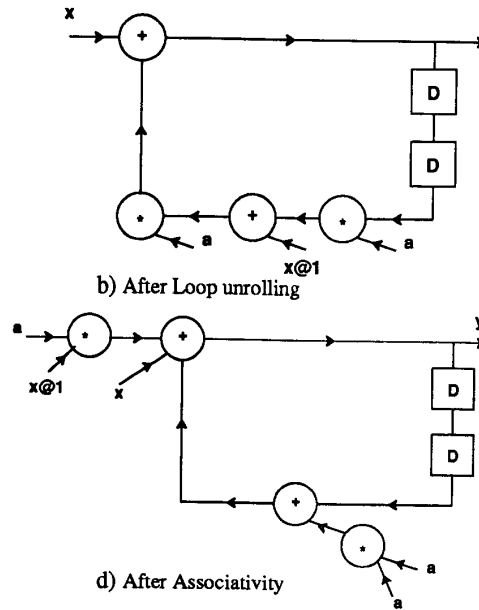 x
+
D
D
*
+
*
a
x@1
a
b) After Loop unrolling
a
*
+
y
x@1
x
D
D
+
*
a
a
d) After Associativity